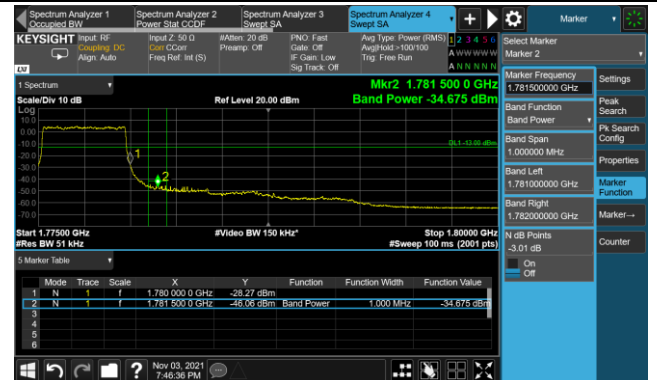 Spectrum Analyzer 1
Occupied BW
Spectrum Analyzer 2
Power Stat CCDF
Spectrum Analyzer 3
Swept SA
Spectrum Analyzer 4
Swept SA
Marker
KEYSIGHT
Input: RF
Coupling: DC
Align: Auto
Input Z: 50 Ω
Corr CCorr
Freq Ref: Int (S)
#Atten: 20 dB
Preamp: Off
PNO: Fast
Gate: Off
IF Gain: Low
Sig Track: Off
Avg Type: Power (RMS)
Avg|Hold:>100/100
Trig: Free Run
1 2 3 4 5 6
A W W W W W
A N N N N N
LXI
Select Marker
Marker 2
1 Spectrum
Mkr2 1.781 500 0 GHz
Scale/Div 10 dB
Ref Level 20.00 dBm
Band Power -34.675 dBm
Log
10.0
0.00
-10.0
-20.0
-30.0
-40.0
-50.0
-60.0
-70.0
DL1 -13.00 dBm
1
2
Start 1.77500 GHz
#Video BW 150 kHz*
Stop 1.80000 GHz
#Res BW 51 kHz
#Sweep 100 ms (2001 pts)
5 Marker Table
Mode Trace Scale X Y Function Function Width Function Value
1 N 1 f 1.780 000 0 GHz -28.27 dBm
2 N 1 f 1.781 500 0 GHz -46.06 dBm Band Power 1.000 MHz -34.675 dBm
3
4
5
6
Marker Frequency
1.781500000 GHz
Band Function
Band Power
Band Span
1.000000 MHz
Band Left
1.781000000 GHz
Band Right
1.782000000 GHz
N dB Points
-3.01 dB
On
Off
Settings
Peak Search
Pk Search Config
Properties
Marker Function
Marker→
Counter
?
Nov 03, 2021
7:46:36 PM